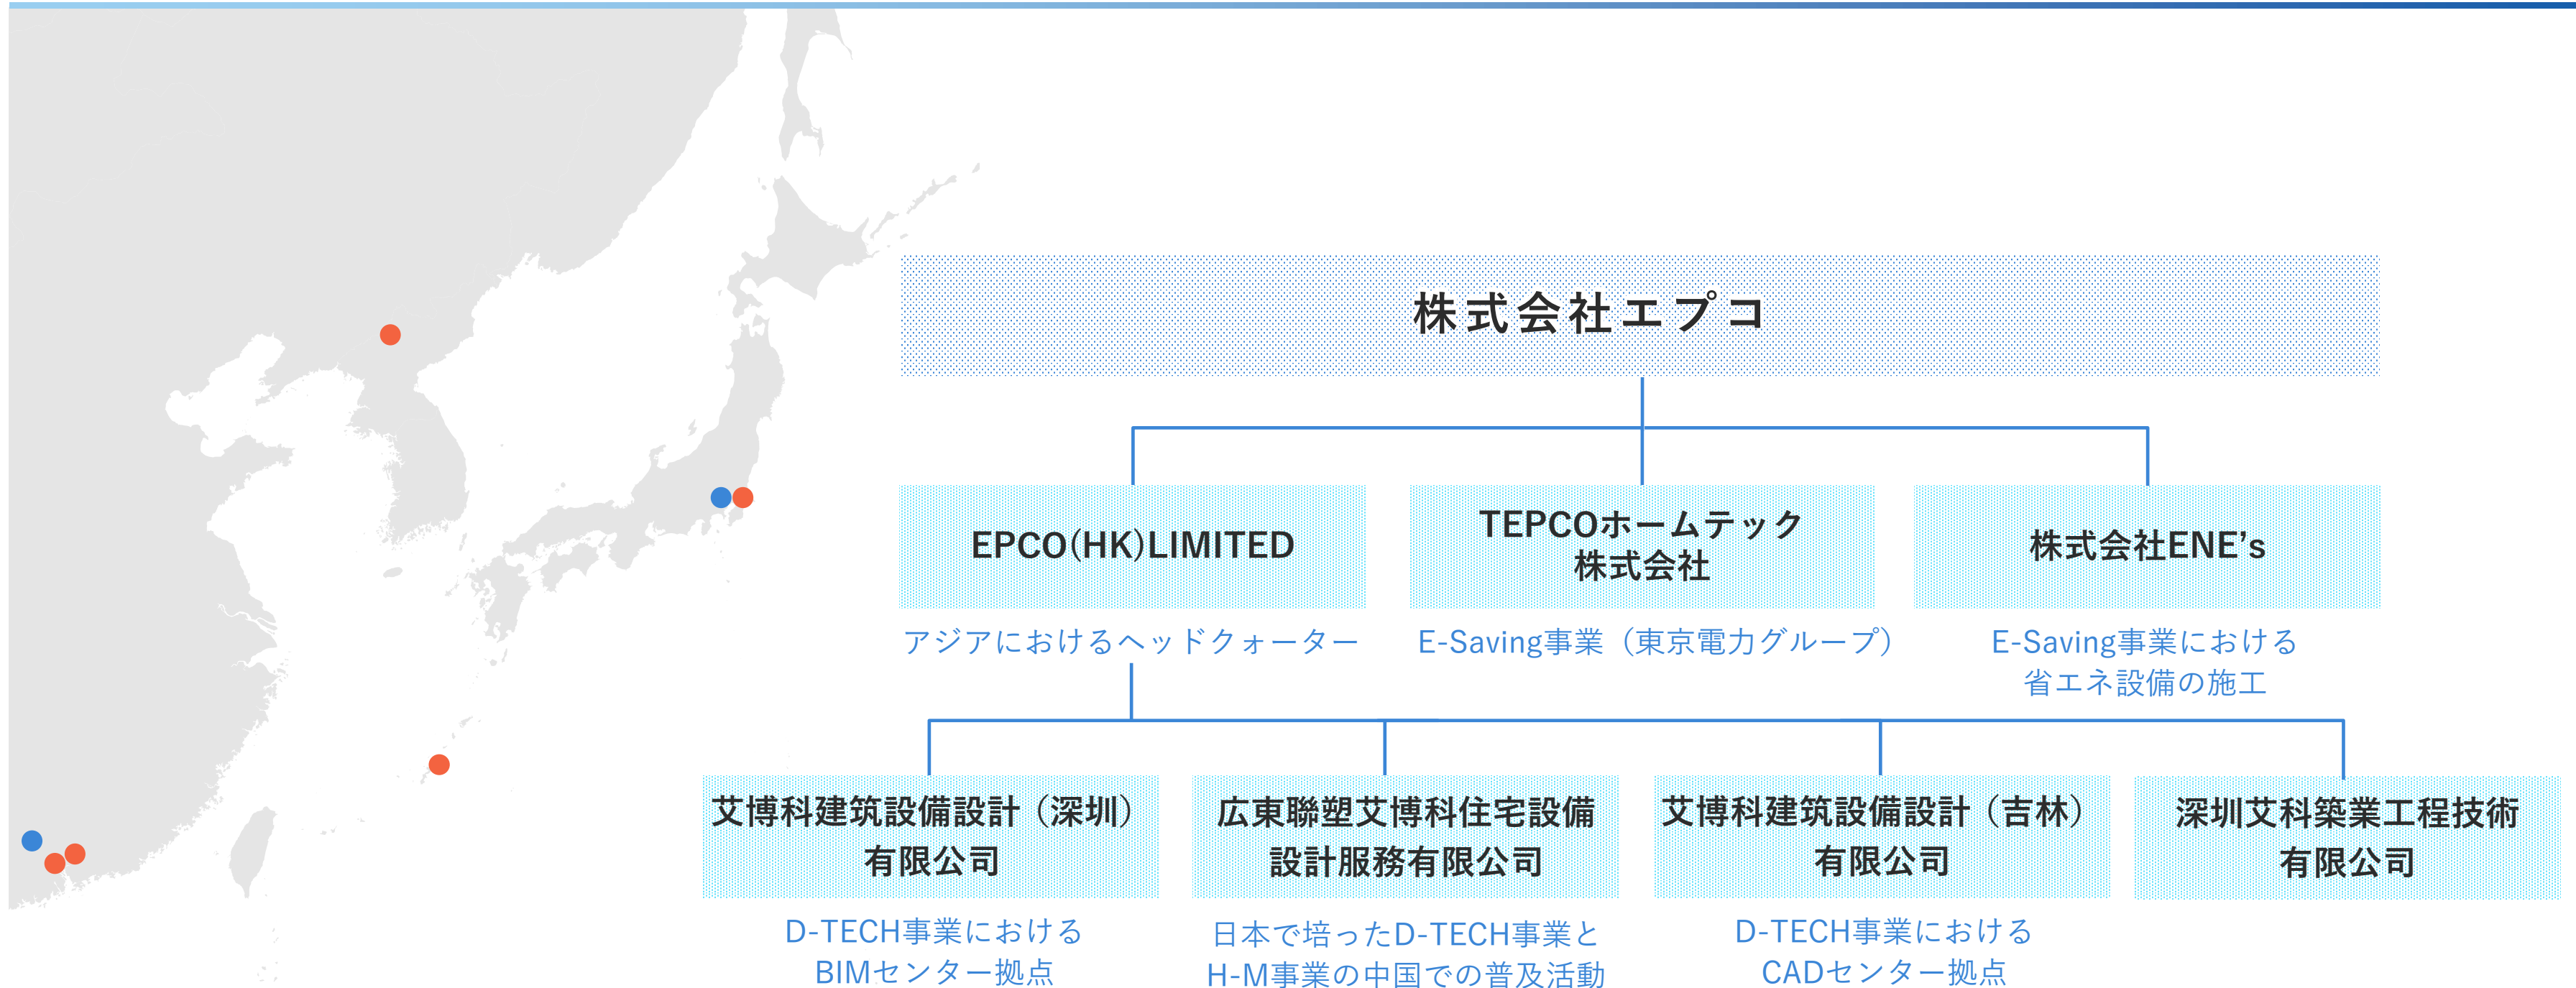 株式会社エプコ
EPCO(HK)LIMITED
TEPCOホームテック
株式会社
株式会社ENE’s
アジアにおけるヘッドクォーター
E-Saving事業（東京電力グループ）
E-Saving事業における
省エネ設備の施工
艾博科建筑設備設計（深圳）
有限公司
広東聯塑艾博科住宅設備
設計服務有限公司
艾博科建筑設備設計（吉林）
有限公司
深圳艾科築業工程技術
有限公司
D-TECH事業における
BIMセンター拠点
日本で培ったD-TECH事業と
H-M事業の中国での普及活動
D-TECH事業における
CADセンター拠点